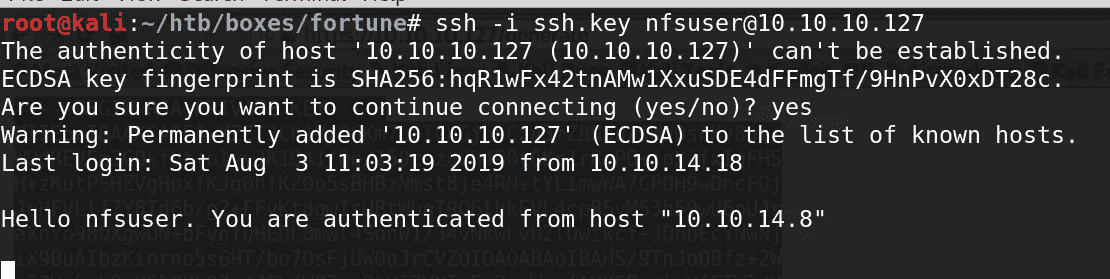 root@kali:~/htb/boxes/fortune# ssh -i ssh.key nfsuser@10.10.10.127
The authenticity of host '10.10.10.127 (10.10.10.127)' can't be established.
ECDSA key fingerprint is SHA256:hqR1wFx42tnAMw1XxuSDE4dFFmgTf/9HnPvX0xDT28c.
Are you sure you want to continue connecting (yes/no)? yes
Warning: Permanently added '10.10.10.127' (ECDSA) to the list of known hosts.
Last login: Sat Aug  3 11:03:19 2019 from 10.10.14.18
Hello nfsuser. You are authenticated from host "10.10.14.8"